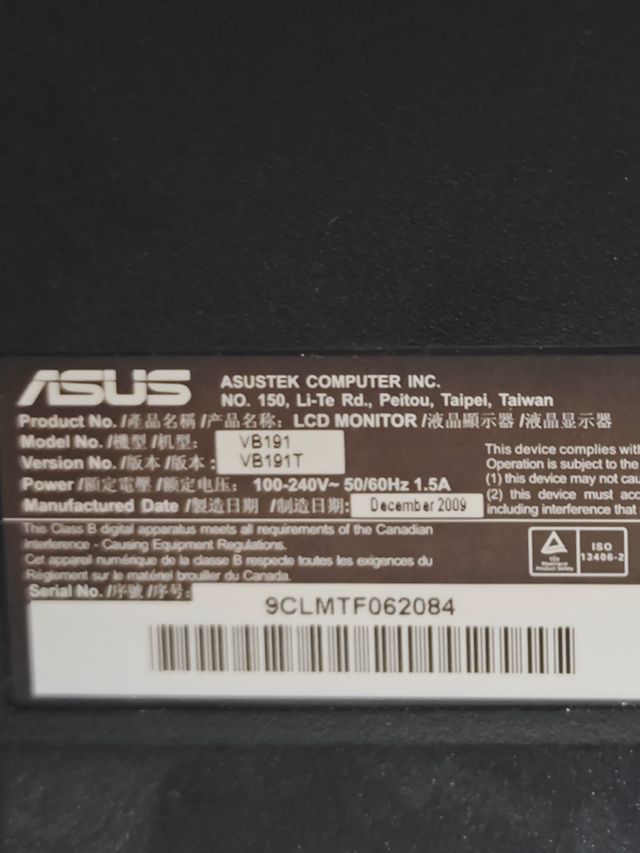 ASUS
ASUSTEK COMPUTER INC.
NO. 150, Li-Te Rd., Peitou, Taipei, Taiwan
Product No. /產品名稱 /产品名称: LCD MONITOR /液晶顯示器 /液晶显示器
Model No. /機型 /机型: VB191
Version No. /版本 /版本: VB191T
Power /額定電壓 /额定电压: 100-240V~ 50/60Hz 1.5A
Manufactured Date /製造日期 /制造日期: December 2009
This device complies with
Operation is subject to the
(1) this device may not cau
(2) this device must acc
including interference that
This Class B digital apparatus meets all requirements of the Canadian
Interference - Causing Equipment Regulations.
Cet appareil numérique de la classe B respecte toutes les exigences du
Règlement sur le matériel brouiller du Canada.
ISO
13406-2
Serial No. /序號 /序号:
9CLMTF062084